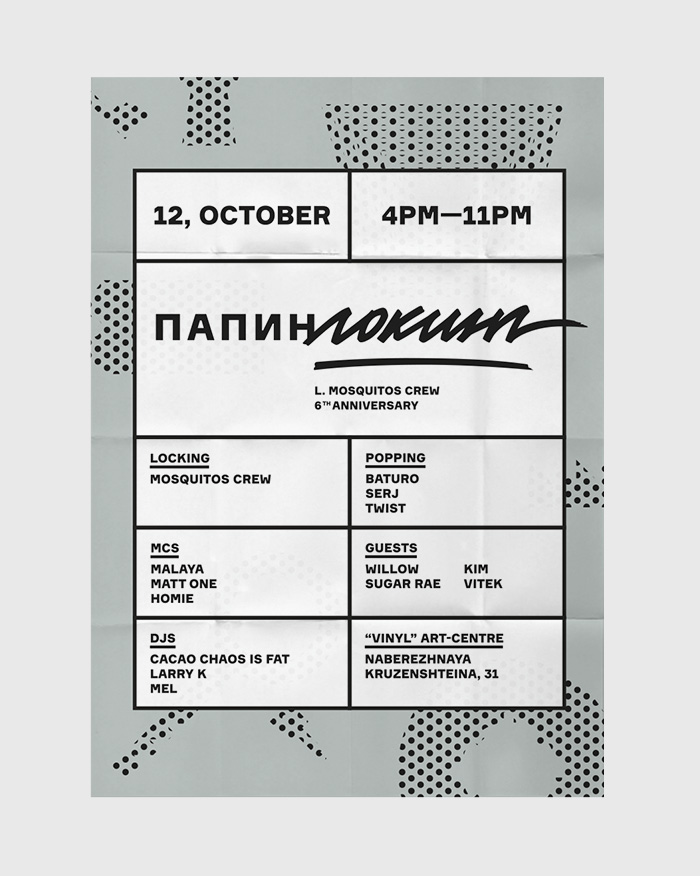 12, OCTOBER
4PM—11PM
ПАПИН локип
L. MOSQUITOS CREW
6TH ANNIVERSARY
LOCKING
MOSQUITOS CREW
POPPING
BATURO
SERJ
TWIST
MCS
MALAYA
MATT ONE
HOMIE
GUESTS
WILLOW KIM
SUGAR RAE VITEK
DJS
CACAO CHAOS IS FAT
LARRY K
MEL
“VINYL” ART-CENTRE
NABEREZHNAYA
KRUZENSHTEINA, 31